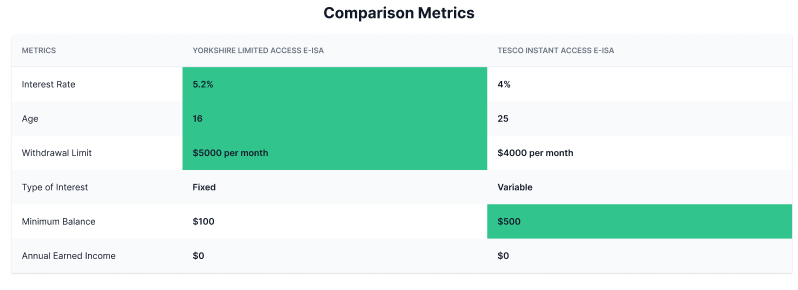 Comparison Metrics
METRICS YORKSHIRE LIMITED ACCESS E-ISA TESCO INSTANT ACCESS E-ISA
Interest Rate 5.2% 4%
Age 16 25
Withdrawal Limit $5000 per month $4000 per month
Type of Interest Fixed Variable
Minimum Balance $100 $500
Annual Earned Income $0 $0